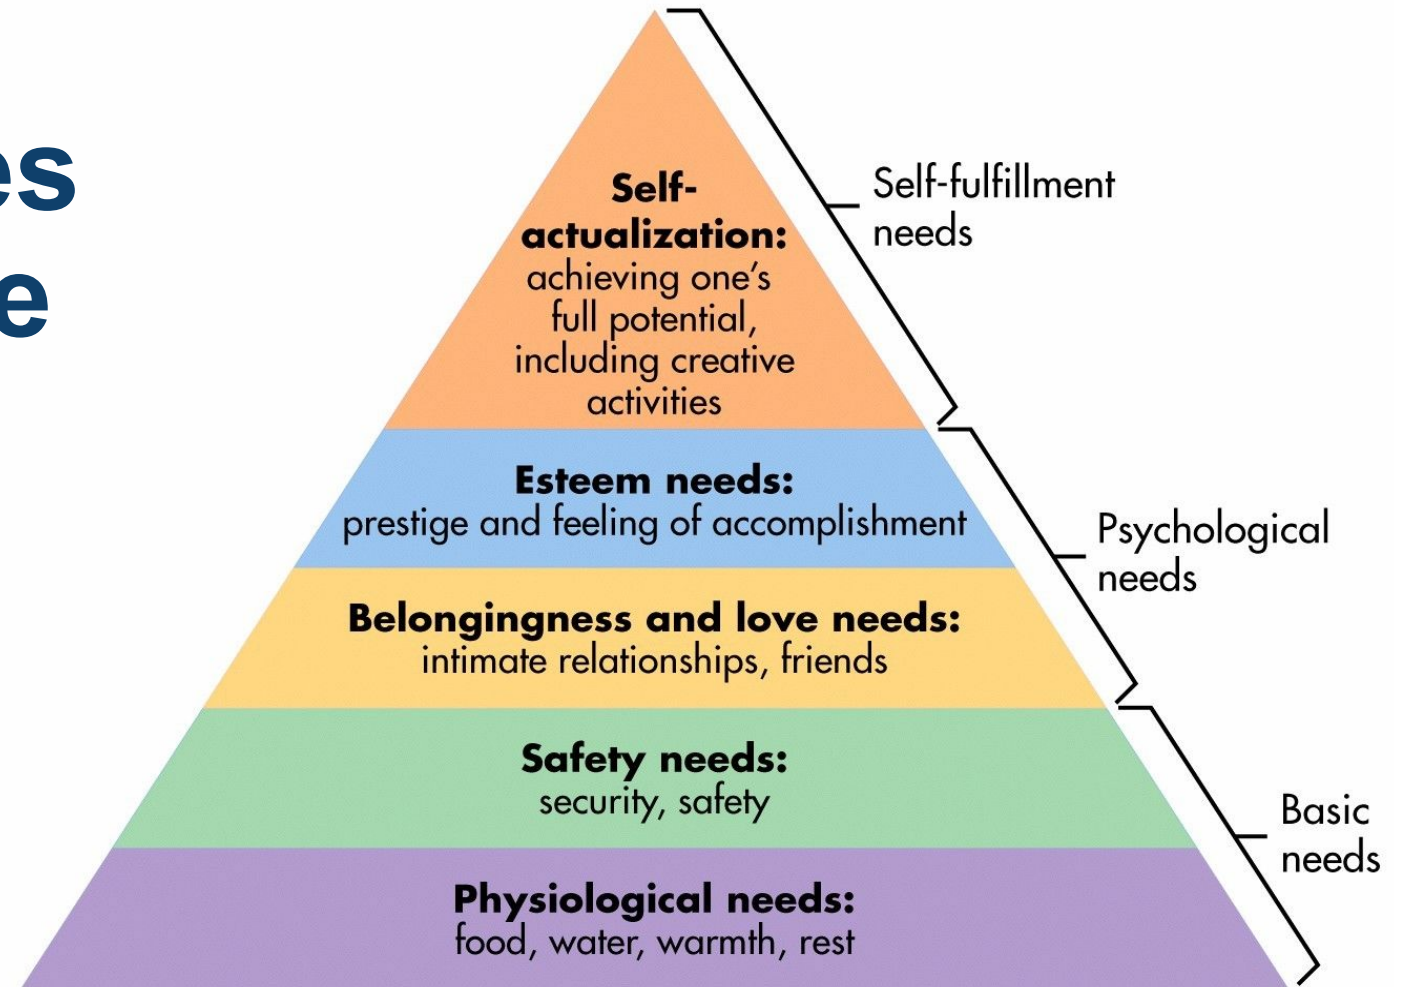 es
e
Self-
actualization:
achieving one’s
full potential,
including creative
activities
Self-fulfillment
needs
Esteem needs:
prestige and feeling of accomplishment
Psychological
needs
Belongingness and love needs:
intimate relationships, friends
Safety needs:
security, safety
Basic
needs
Physiological needs:
food, water, warmth, rest